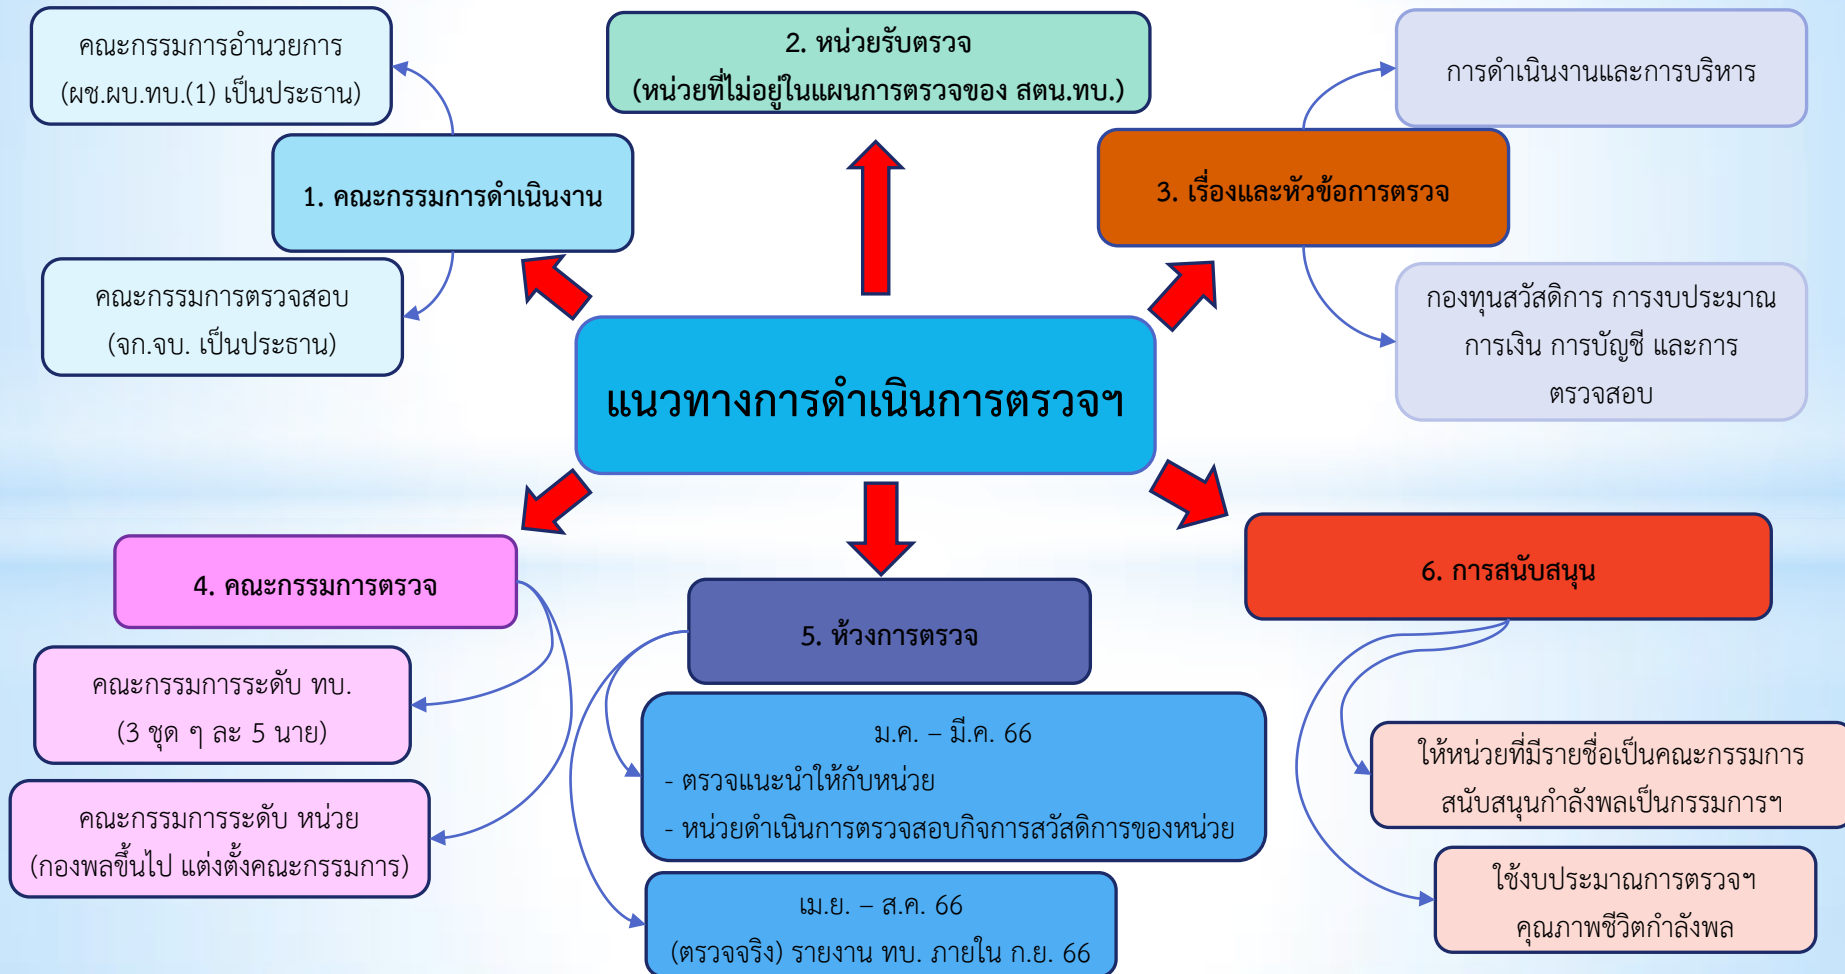 คณะกรรมการอำนวยการ
(ผช.ผบ.ทบ.(1) เป็นประธาน)
1. คณะกรรมการดำเนินงาน
คณะกรรมการตรวจสอบ
(จก.จบ. เป็นประธาน)
2. หน่วยรับตรวจ
(หน่วยที่ไม่อยู่ในแผนการตรวจของ สตน.ทบ.)
การดำเนินงานและการบริหาร
3. เรื่องและหัวข้อการตรวจ
กองทุนสวัสดิการ การงบประมาณ
การเงิน การบัญชี และการ
ตรวจสอบ
แนวทางการดำเนินการตรวจฯ
4. คณะกรรมการตรวจ
คณะกรรมการระดับ ทบ.
(3 ชุด ๆ ละ 5 นาย)
คณะกรรมการระดับ หน่วย
(กองพลขึ้นไป แต่งตั้งคณะกรรมการ)
5. ห้วงการตรวจ
ม.ค. – มี.ค. 66
- ตรวจแนะนำให้กับหน่วย
- หน่วยดำเนินการตรวจสอบกิจการสวัสดิการของหน่วย
เม.ย. – ส.ค. 66
(ตรวจจริง) รายงาน ทบ. ภายใน ก.ย. 66
6. การสนับสนุน
ให้หน่วยที่มีรายชื่อเป็นคณะกรรมการ
สนับสนุนกำลังพลเป็นกรรมการฯ
ใช้งบประมาณการตรวจฯ
คุณภาพชีวิตกำลังพล